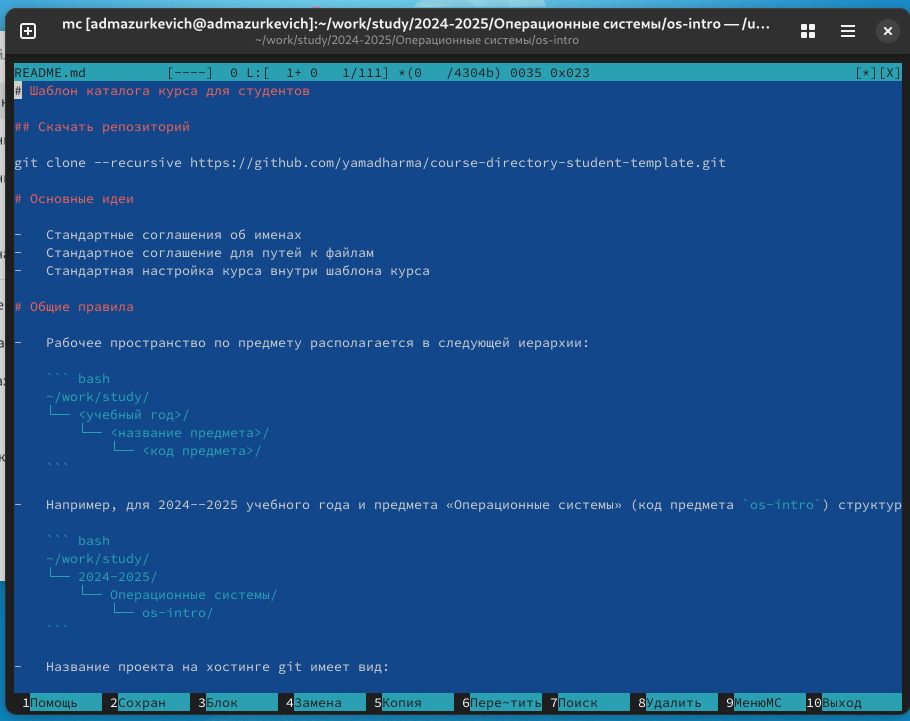 mc [admazurkevich@admazurkevich]:~/work/study/2024-2025/Операционные системы/os-intro — /u...
~/work/study/2024-2025/Операционные системы/os-intro
README.md [----] 0 L:[ 1+ 0 1/111] *(0 /4304b) 0035 0x023 [*][X]
# Шаблон каталога курса для студентов
## Скачать репозиторий
git clone --recursive https://github.com/yamadharma/course-directory-student-template.git
# Основные идеи
- Стандартные соглашения об именах
- Стандартное соглашение для путей к файлам
- Стандартная настройка курса внутри шаблона курса
# Общие правила
- Рабочее пространство по предмету располагается в следующей иерархии:
``` bash
~/work/study/
└── <учебный год>/
└── <название предмета>/
└── <код предмета>/
```
- Например, для 2024--2025 учебного года и предмета «Операционные системы» (код предмета `os-intro`) структур
``` bash
~/work/study/
└── 2024-2025/
└── Операционные системы/
└── os-intro/
```
- Название проекта на хостинге git имеет вид:
1Помощь 2Сохран 3Блок 4Замена 5Копия 6Пере~тить 7Поиск 8Удалить 9МенюМС 10Выход